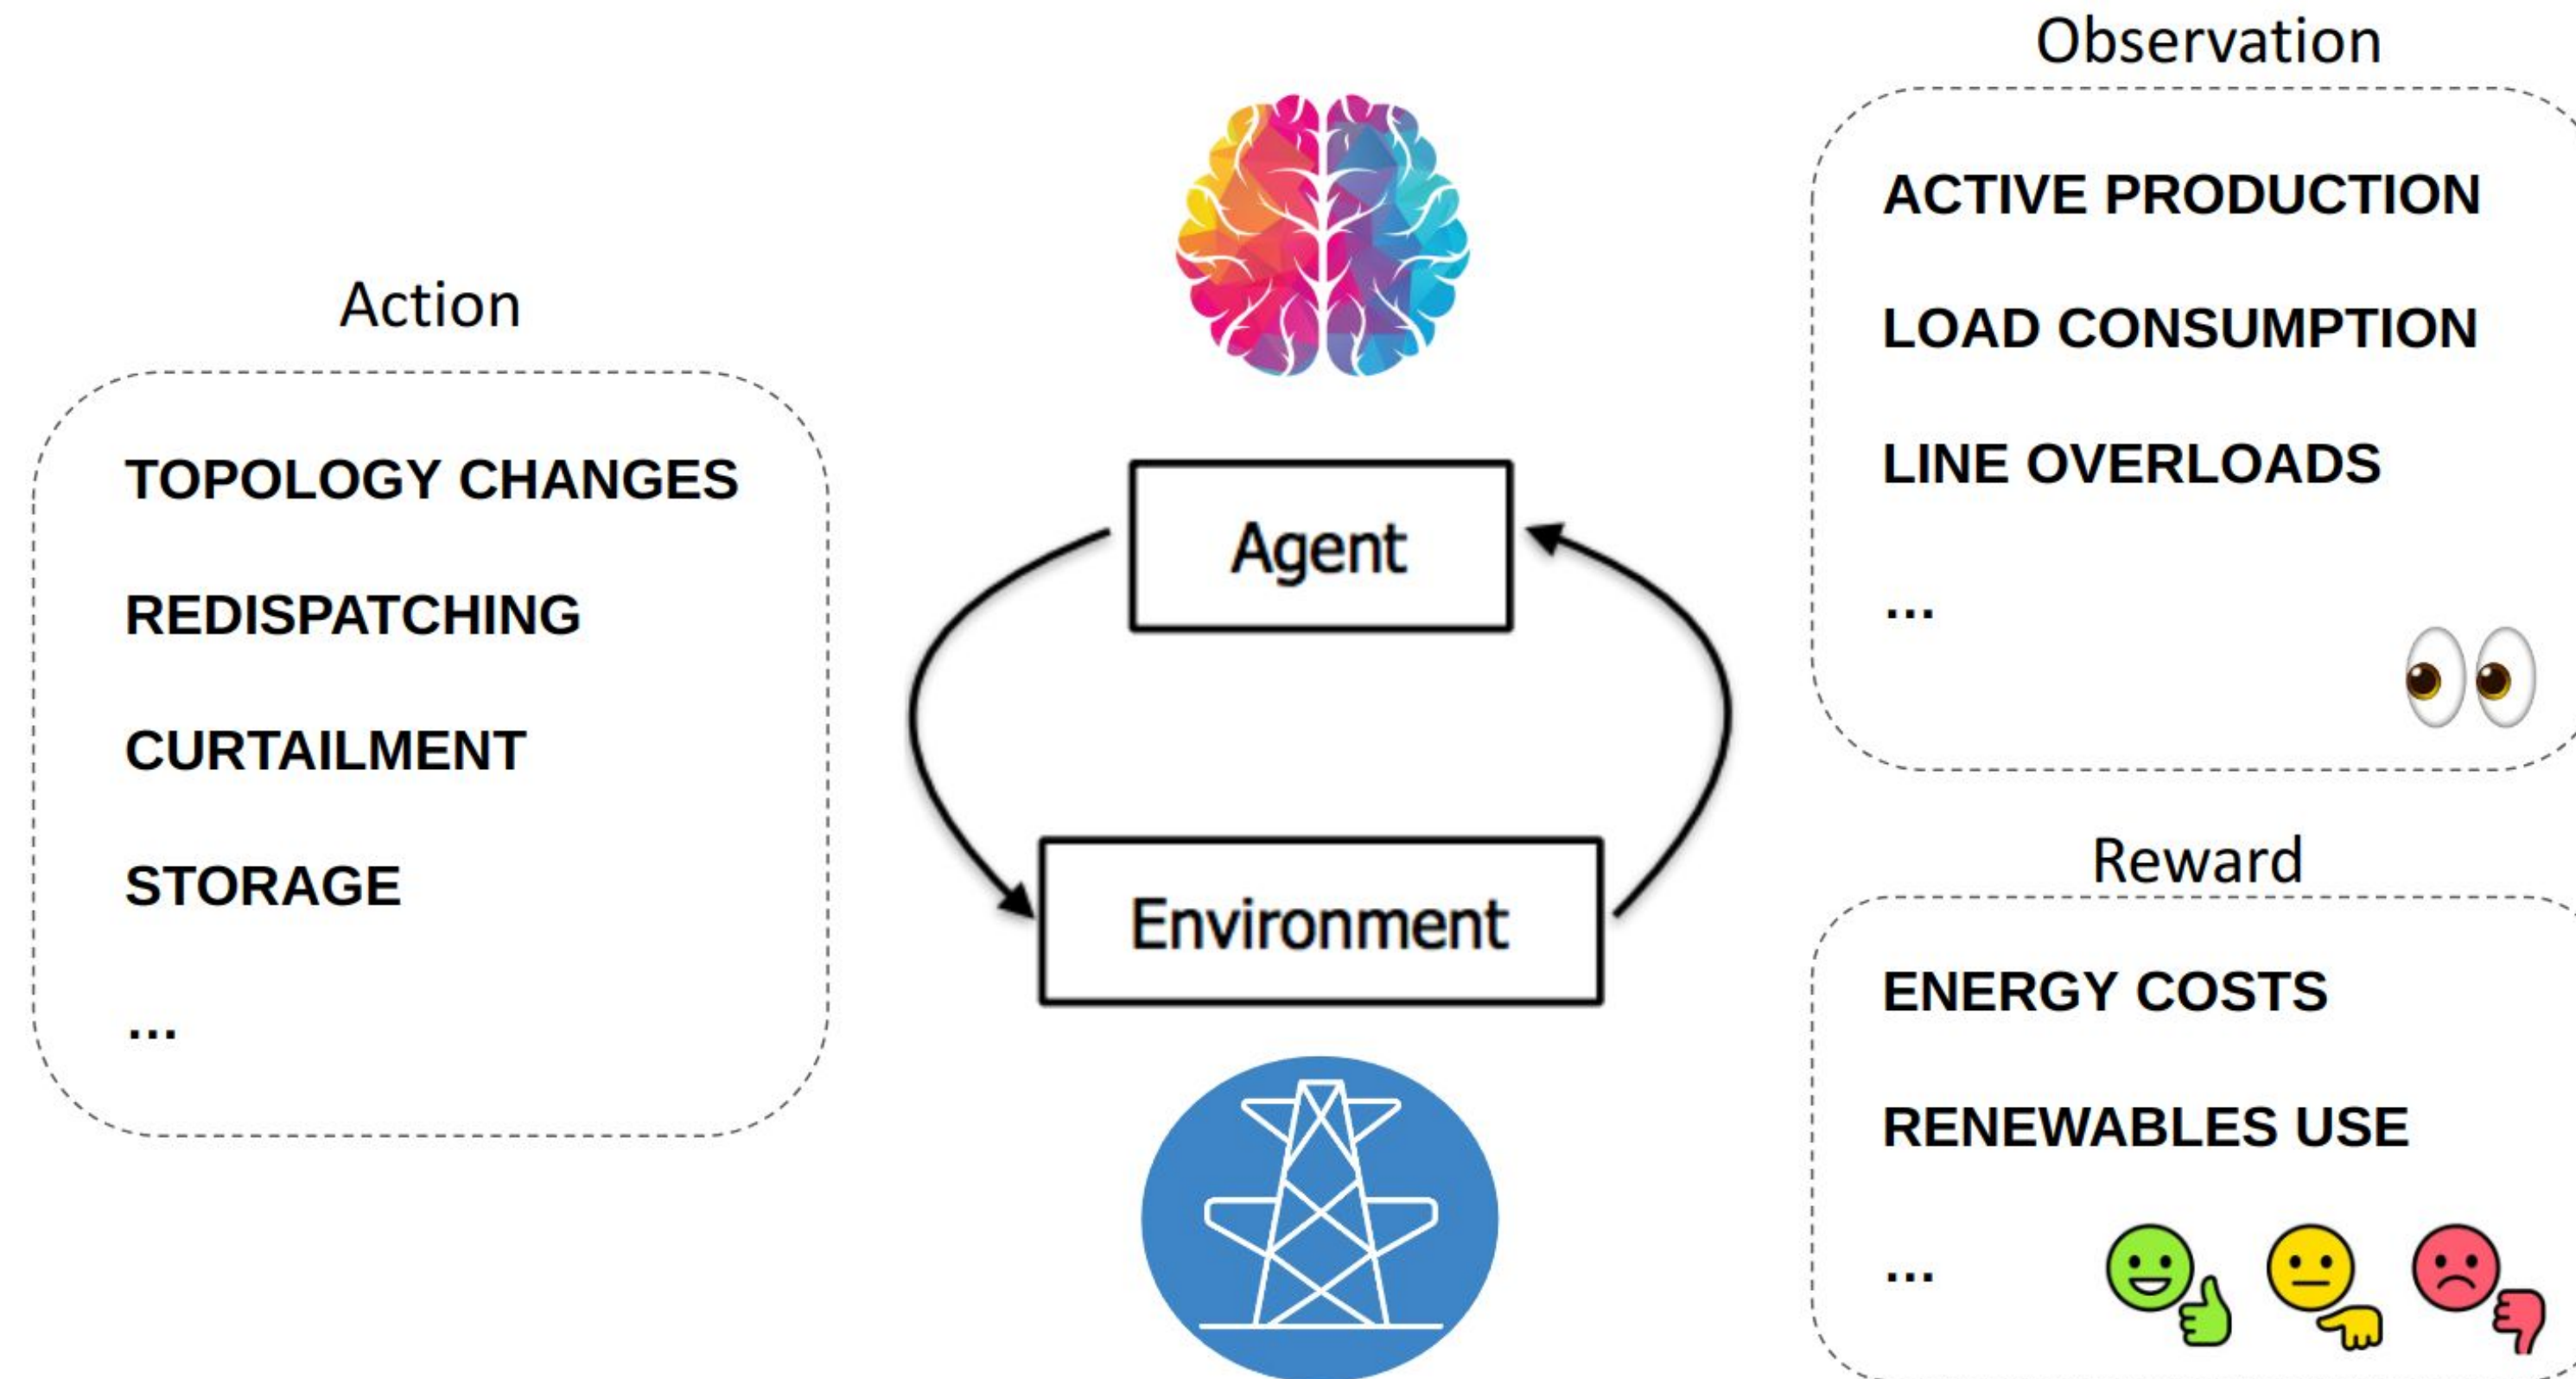 Action
TOPOLOGY CHANGES
REDISPATCHING
CURTAILMENT
STORAGE
...
Agent
Environment
Observation
ACTIVE PRODUCTION
LOAD CONSUMPTION
LINE OVERLOADS
...
Reward
ENERGY COSTS
RENEWABLES USE
...